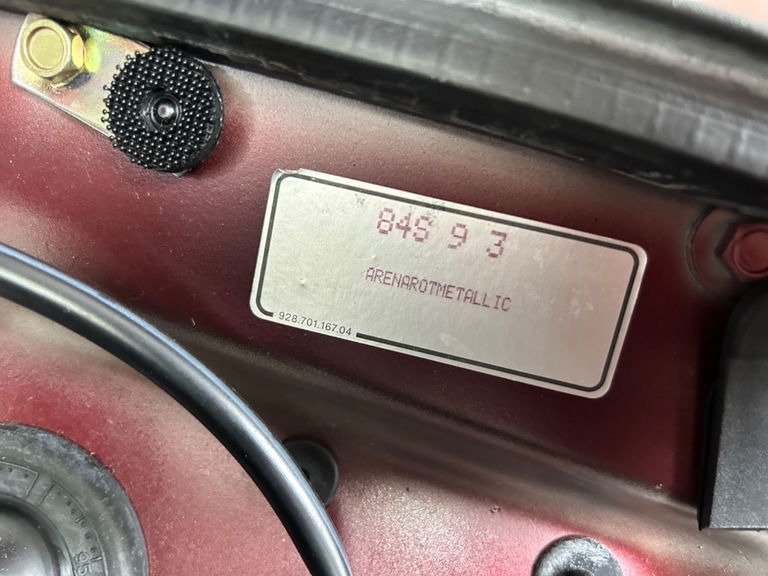 84S 9 3
ARENAROTMETALLIC
928.701.167.04